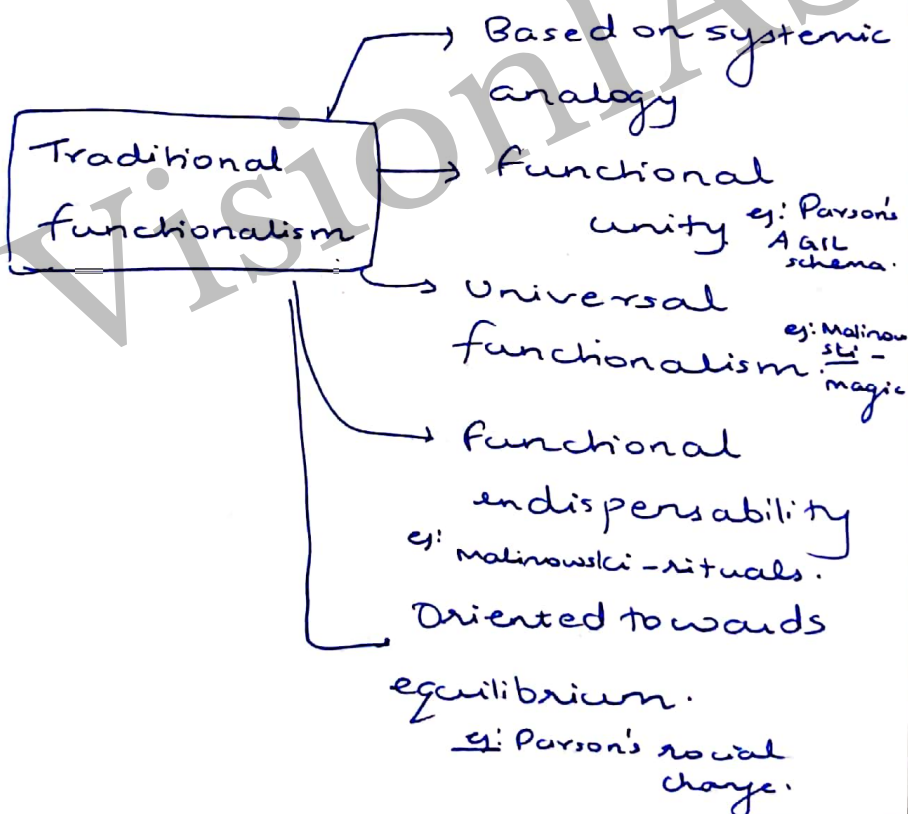 VisionIAS
Based on systemic
analogy
Traditional
functionalism
functional
unity eg: Parson's
AGIL
schema.
Universal
functionalism. eg: Malinow
ski -
magic
Functional
indispensability
eg: Malinowski - rituals.
Oriented towards
equilibrium.
eg: Parson's social
change.